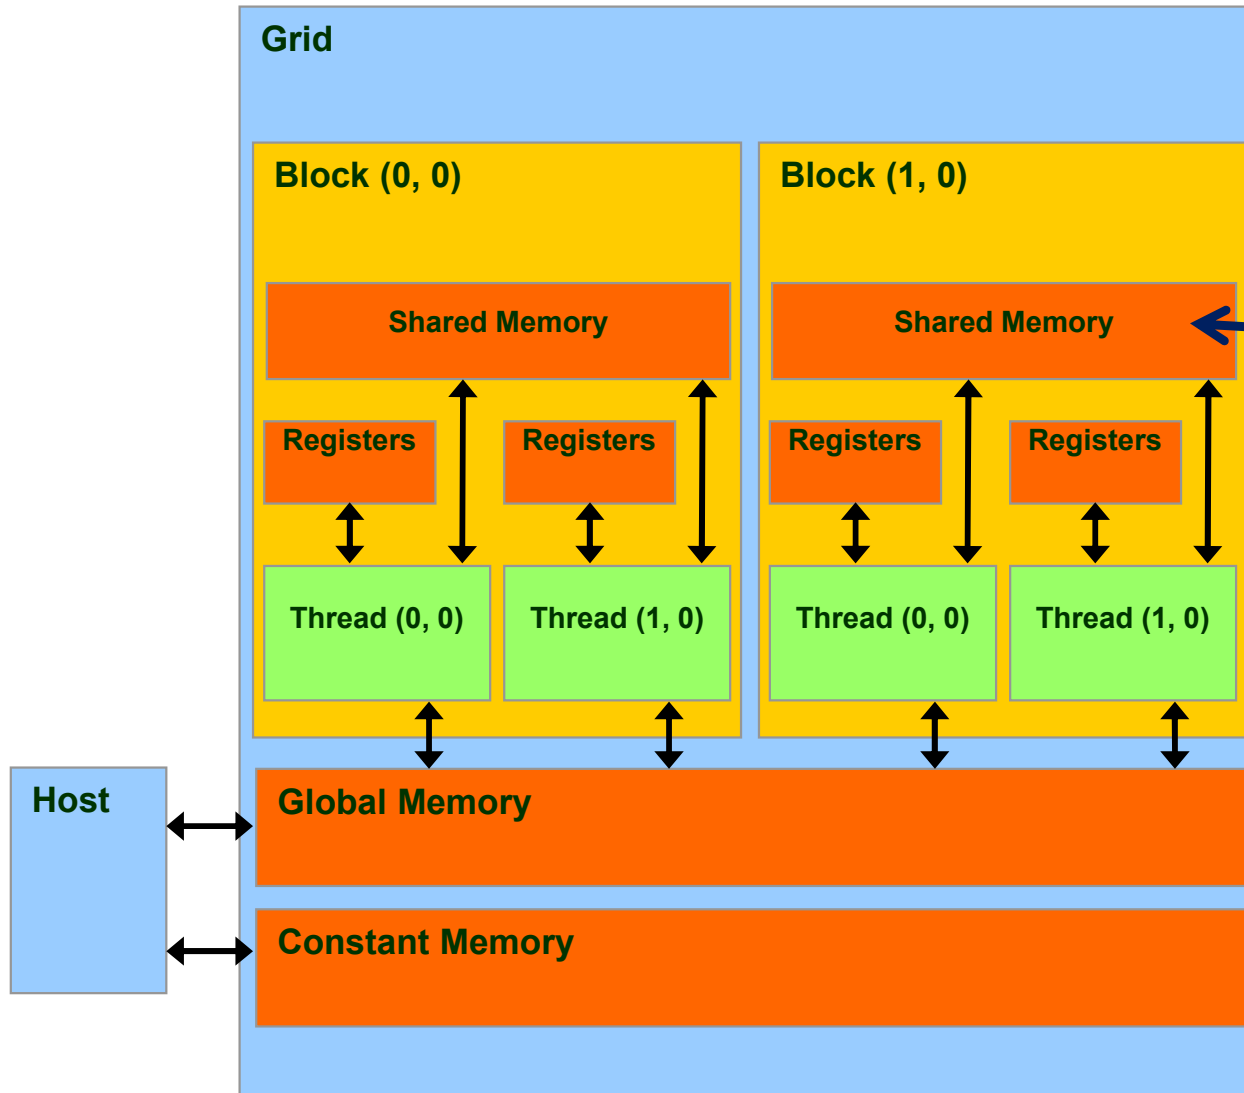 Grid
Block (0, 0)
Block (1, 0)
Shared Memory
Shared Memory
Registers
Registers
Registers
Registers
Thread (0, 0)
Thread (1, 0)
Thread (0, 0)
Thread (1, 0)
Host
Global Memory
Constant Memory